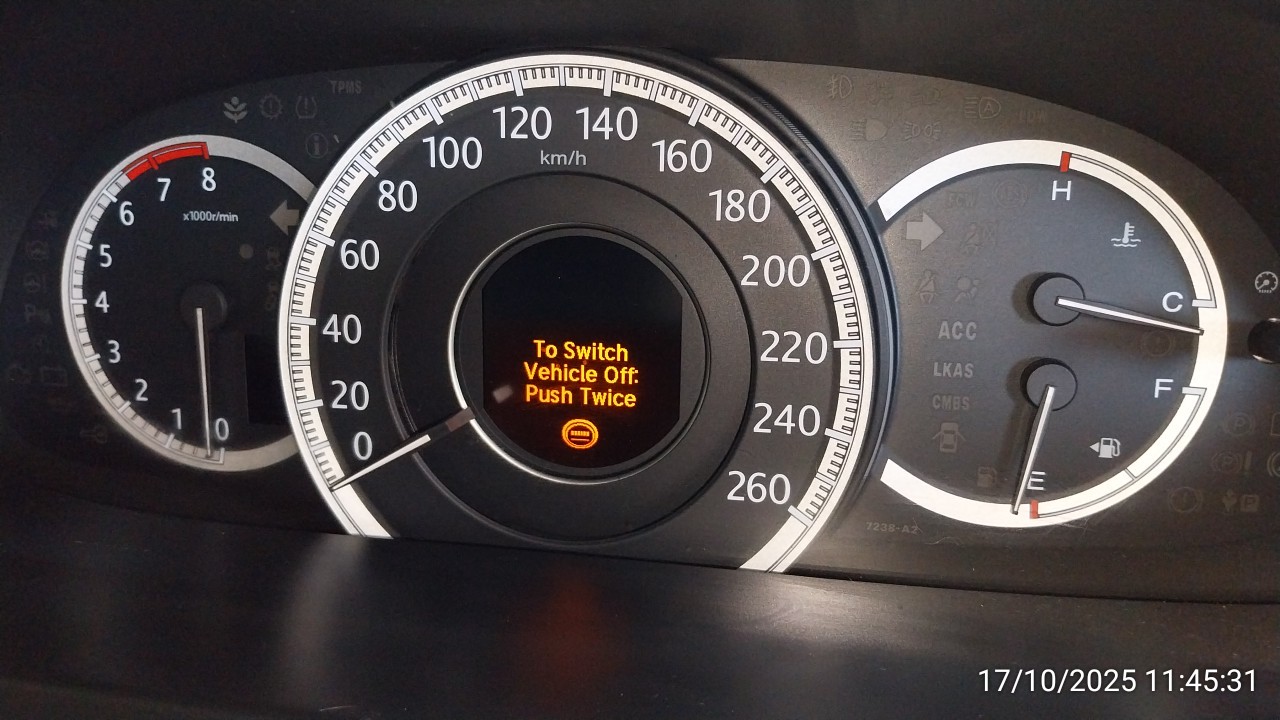 TPMS
120 140
100 160
km/h
80 180
8
7
6
x1000r/min
H
60 200
5
4
C
40 220
ACC
3
LKAS
To Switch
Vehicle Off:
Push Twice
2
20 240
F
CMBS
1
0
0
260
E
7238-A2
17/10/2025 11:45:31